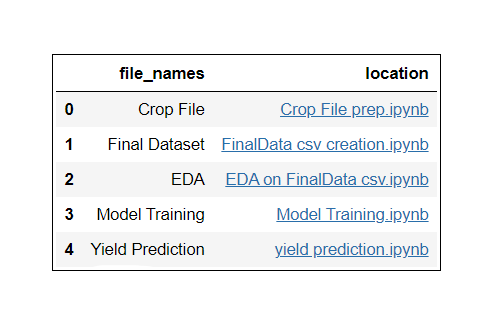 file_names location
0 Crop File Crop File prep.ipynb
1 Final Dataset FinalData csv creation.ipynb
2 EDA EDA on FinalData csv.ipynb
3 Model Training Model Training.ipynb
4 Yield Prediction yield prediction.ipynb